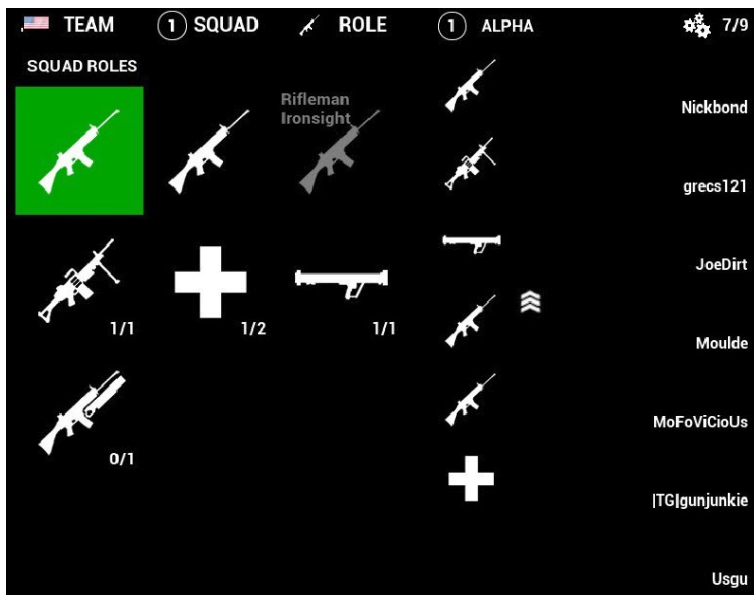 TEAM 1 SQUAD ROLE 1 ALPHA 7/9
SQUAD ROLES
Rifleman
Ironsight
1/1 1/2 1/1
0/1
Nickbond
grecs121
JoeDirt
Moulde
MoFoViCioUs
|TG|gunjunkie
Usgu